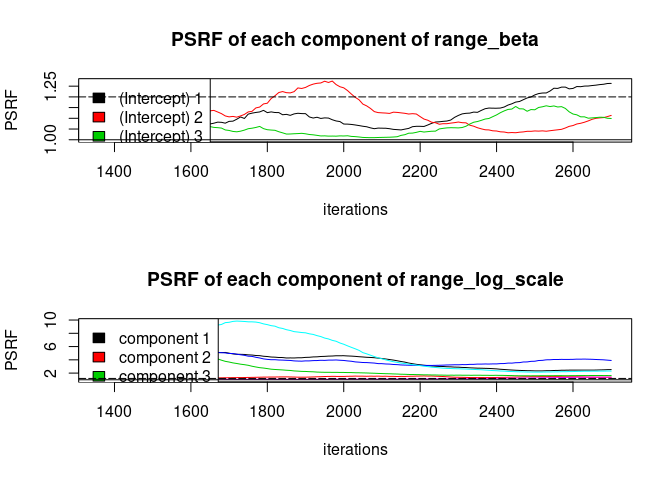 PSRF of each component of range_beta
PSRF
1.00
1.25
(Intercept) 1
(Intercept) 2
(Intercept) 3
1400 1600 1800 2000 2200 2400 2600
iterations
PSRF of each component of range_log_scale
PSRF
2 6 10
component 1
component 2
component 3
1400 1600 1800 2000 2200 2400 2600
iterations